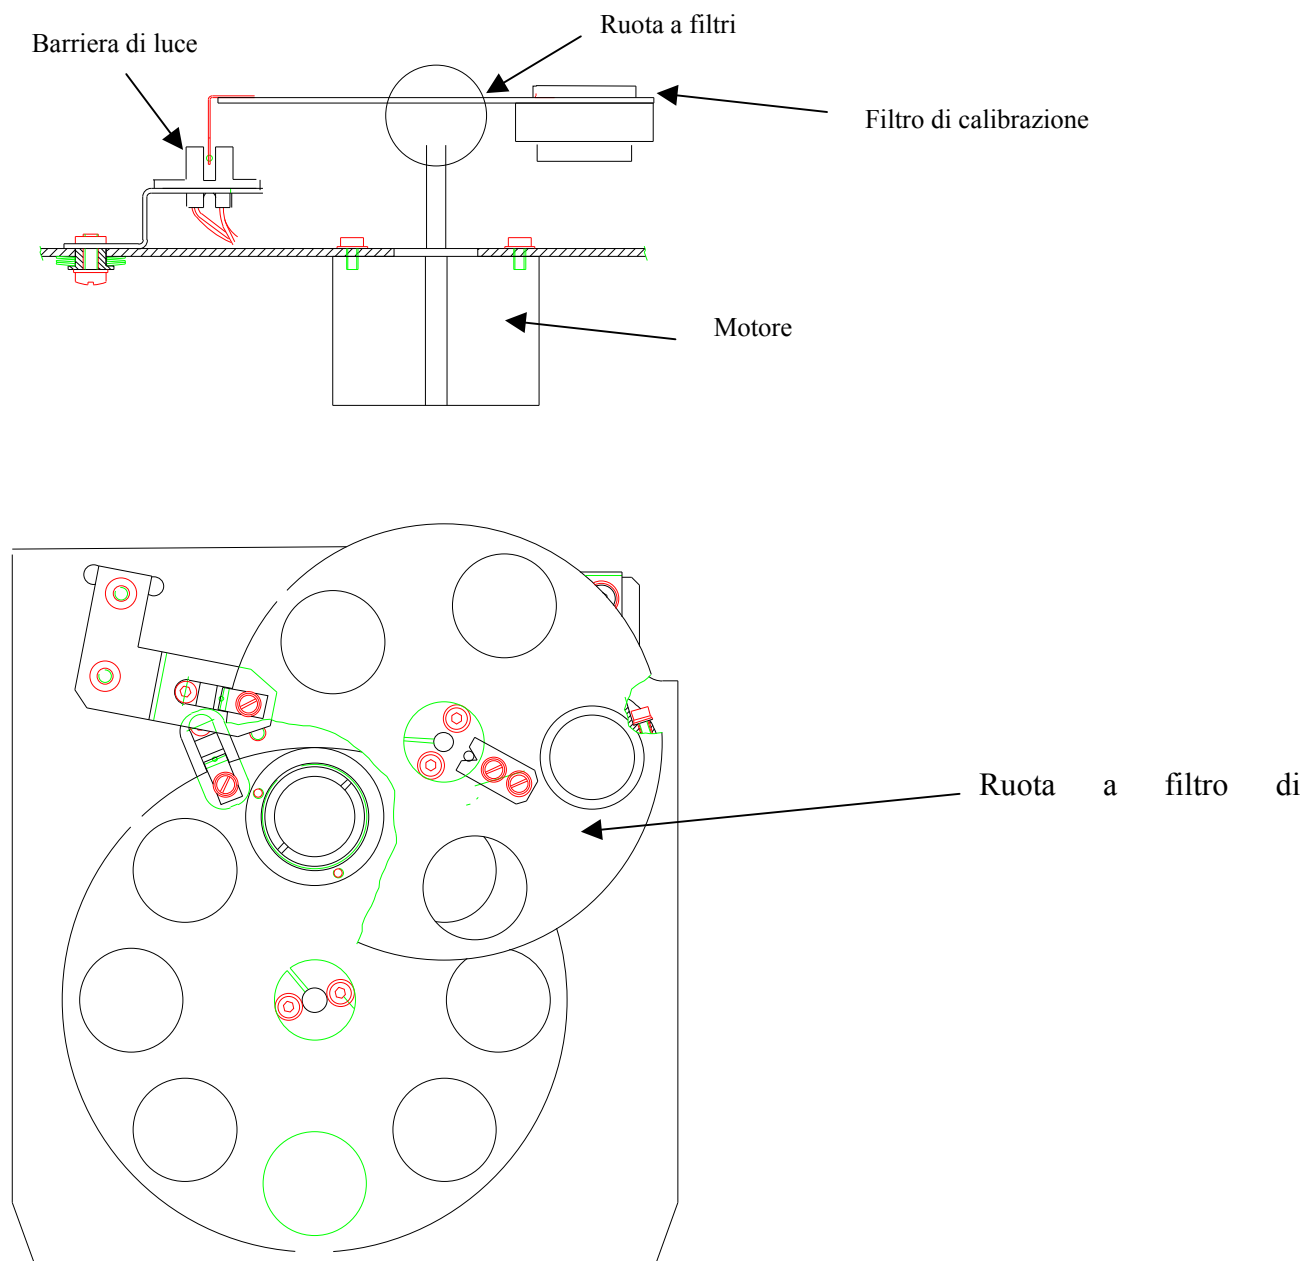 Ruota a filtri
Barriera di luce
Filtro di calibrazione
Motore
Ruota a filtro di